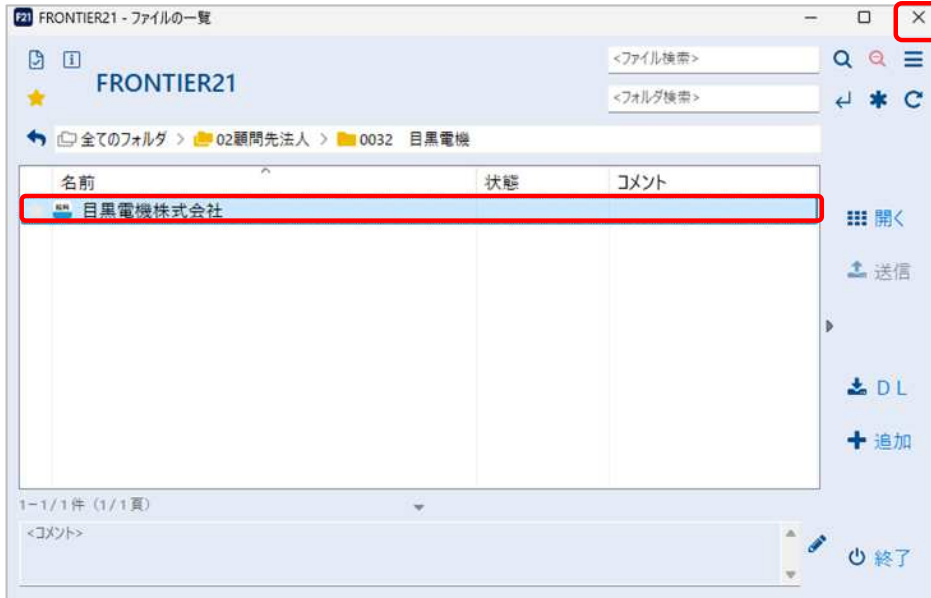 F21 FRONTIER21 - ファイルの一覧
FRONTIER21
<ファイル検索>
<フォルダ検索>
全てのフォルダ > 02顧問先法人 > 0032 目黒電機
名前 状態 コメント
目黒電機株式会社
開く
送信
DL
追加
1-1/1件 (1/1頁)
<コメント>
終了